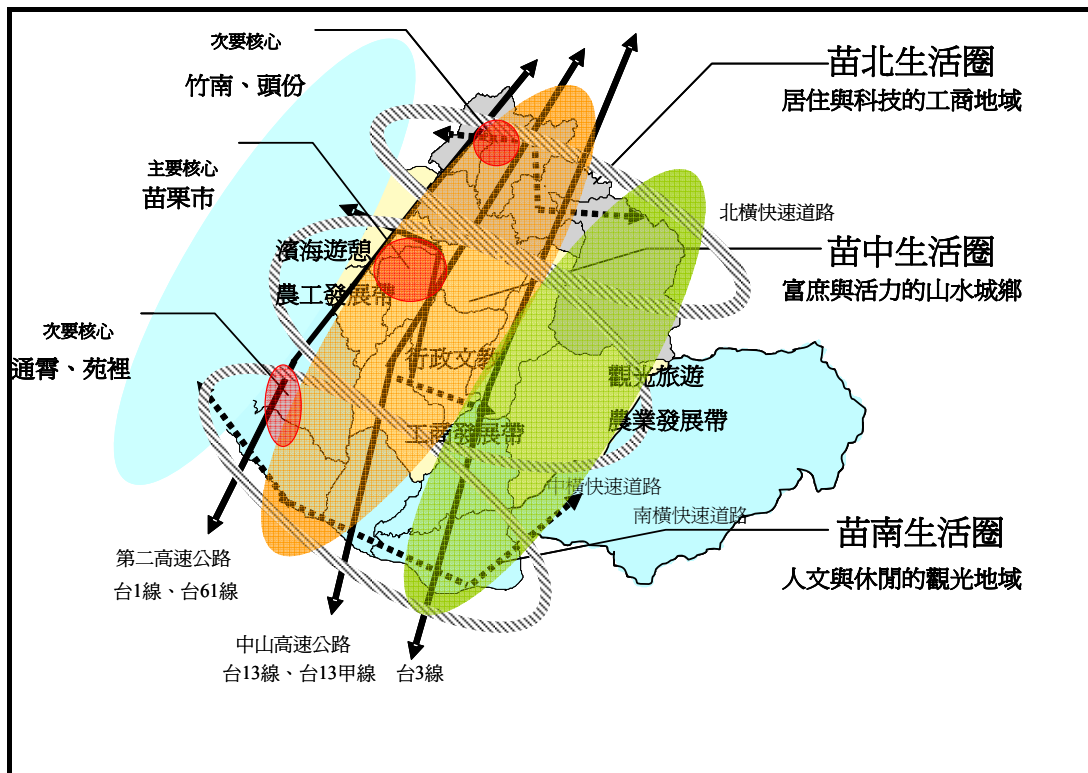 次要核心
竹南、頭份
苗北生活圈
居住與科技的工商地域
主要核心
苗栗市
北橫快速道路
濱海遊憩
農工發展帶
苗中生活圈
富庶與活力的山水城鄉
次要核心
通霄、苑裡
行政文教
工商發展帶
觀光旅遊
農業發展帶
中橫快速道路
南橫快速道路
苗南生活圈
人文與休閒的觀光地域
第二高速公路
台1線、台61線
中山高速公路
台13線、台13甲線
台3線